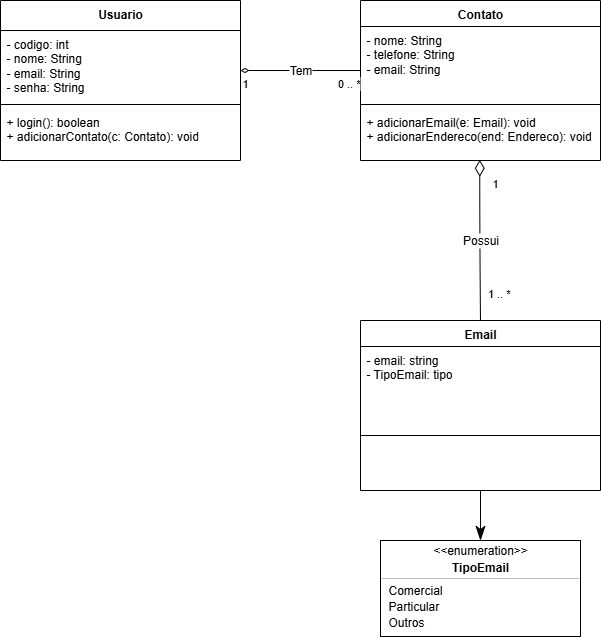 Usuario
- codigo: int
- nome: String
- email: String
- senha: String
+ login(): boolean
+ adicionarContato(c: Contato): void
1
Tem
0 .. *
Contato
- nome: String
- telefone: String
- email: String
+ adicionarEmail(e: Email): void
+ adicionarEndereco(end: Endereco): void
1
Possui
1 .. *
Email
- email: string
- TipoEmail: tipo
<<enumeration>>
TipoEmail
Comercial
Particular
Outros